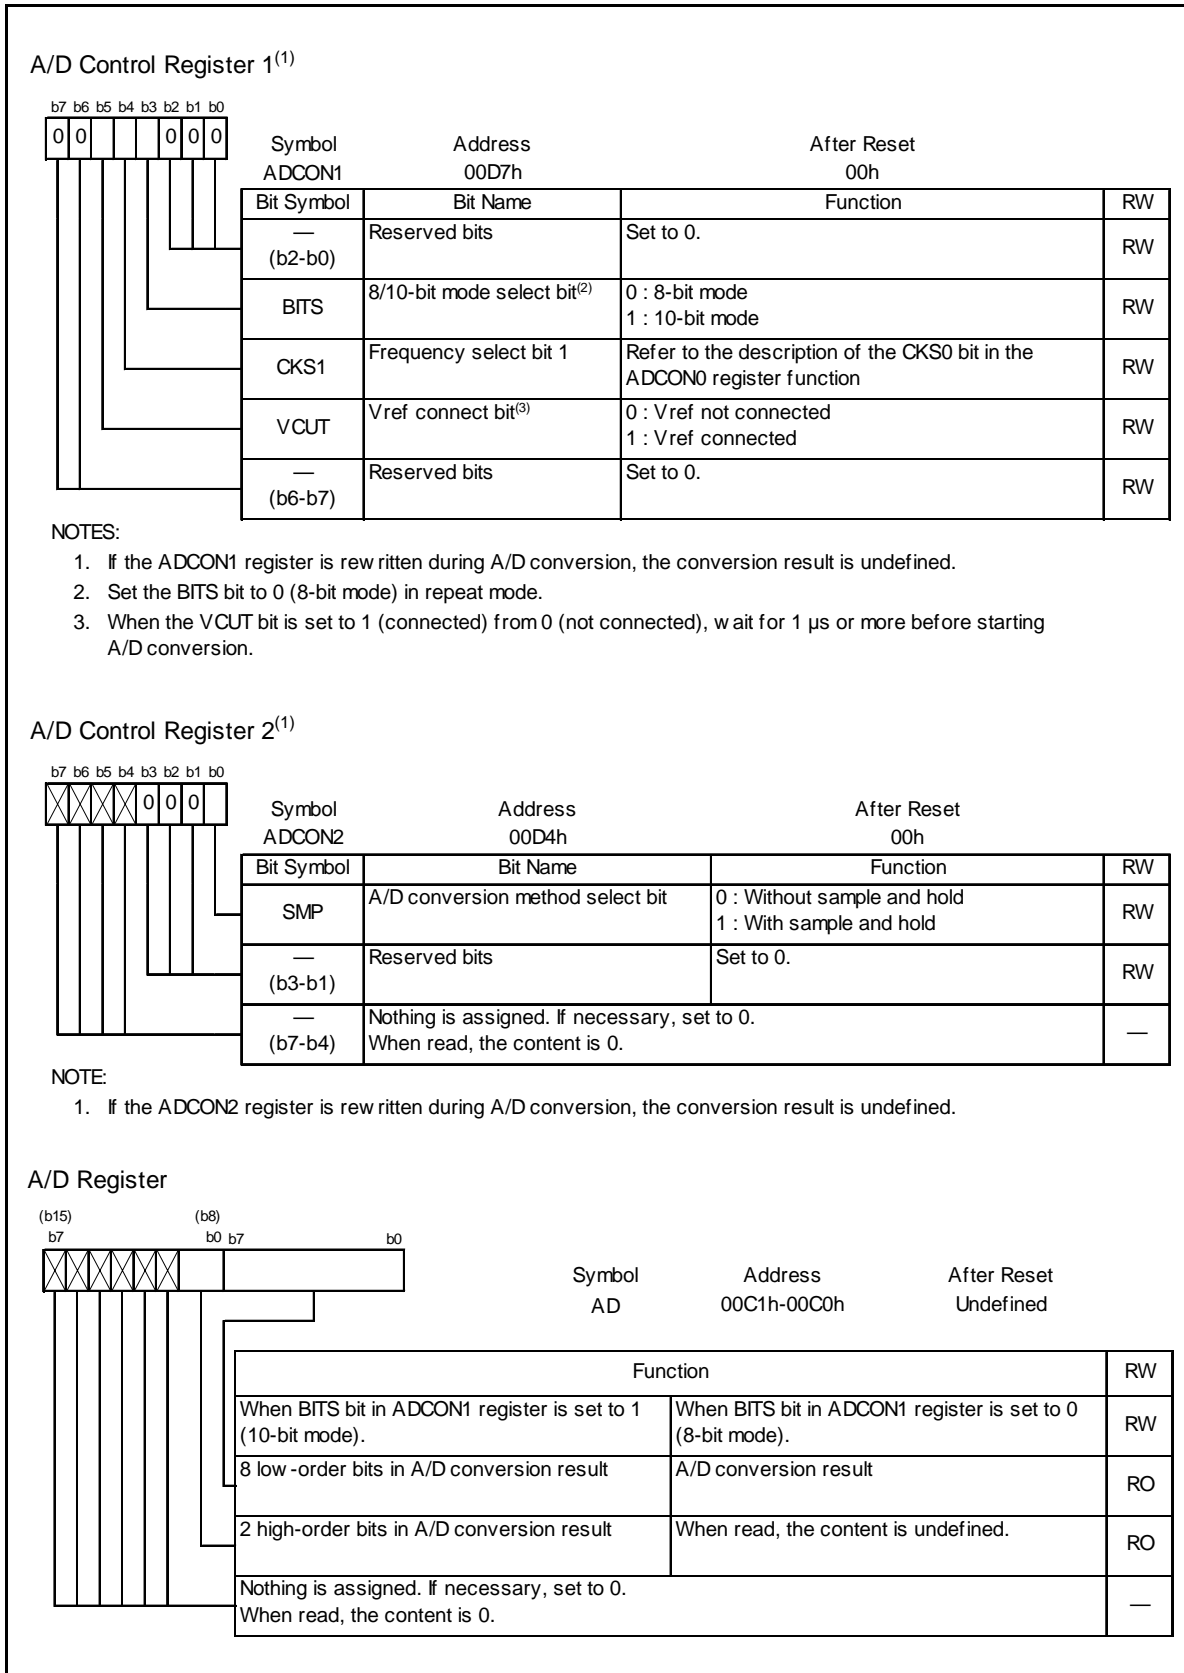 A/D Control Register 1(1)
b7 b6 b5 b4 b3 b2 b1 b0
0 0 0 0 0
Symbol Address After Reset
ADCON1 00D7h 00h
Bit Symbol Bit Name Function RW
—
(b2-b0)
Reserved bits
Set to 0.
RW
BITS
8/10-bit mode select bit(2)
0 : 8-bit mode
1 : 10-bit mode
RW
CKS1
Frequency select bit 1
Refer to the description of the CKS0 bit in the
ADCON0 register function
RW
VCUT
Vref connect bit(3)
0 : Vref not connected
1 : Vref connected
RW
—
(b6-b7)
Reserved bits
Set to 0.
RW
NOTES:
1. If the ADCON1 register is rewritten during A/D conversion, the conversion result is undefined.
2. Set the BITS bit to 0 (8-bit mode) in repeat mode.
3. When the VCUT bit is set to 1 (connected) from 0 (not connected), wait for 1 µs or more before starting
A/D conversion.
A/D Control Register 2(1)
b7 b6 b5 b4 b3 b2 b1 b0
0 0 0
Symbol Address After Reset
ADCON2 00D4h 00h
Bit Symbol Bit Name Function RW
SMP
A/D conversion method select bit
0 : Without sample and hold
1 : With sample and hold
RW
—
(b3-b1)
Reserved bits
Set to 0.
RW
—
(b7-b4)
Nothing is assigned. If necessary, set to 0.
When read, the content is 0.
—
NOTE:
1. If the ADCON2 register is rewritten during A/D conversion, the conversion result is undefined.
A/D Register
(b15) (b8)
b7 b0 b7 b0
Symbol Address After Reset
AD 00C1h-00C0h Undefined
Function RW
When BITS bit in ADCON1 register is set to 1
(10-bit mode).
When BITS bit in ADCON1 register is set to 0
(8-bit mode).
RW
8 low-order bits in A/D conversion result
A/D conversion result
RO
2 high-order bits in A/D conversion result
When read, the content is undefined.
RO
Nothing is assigned. If necessary, set to 0.
When read, the content is 0.
—